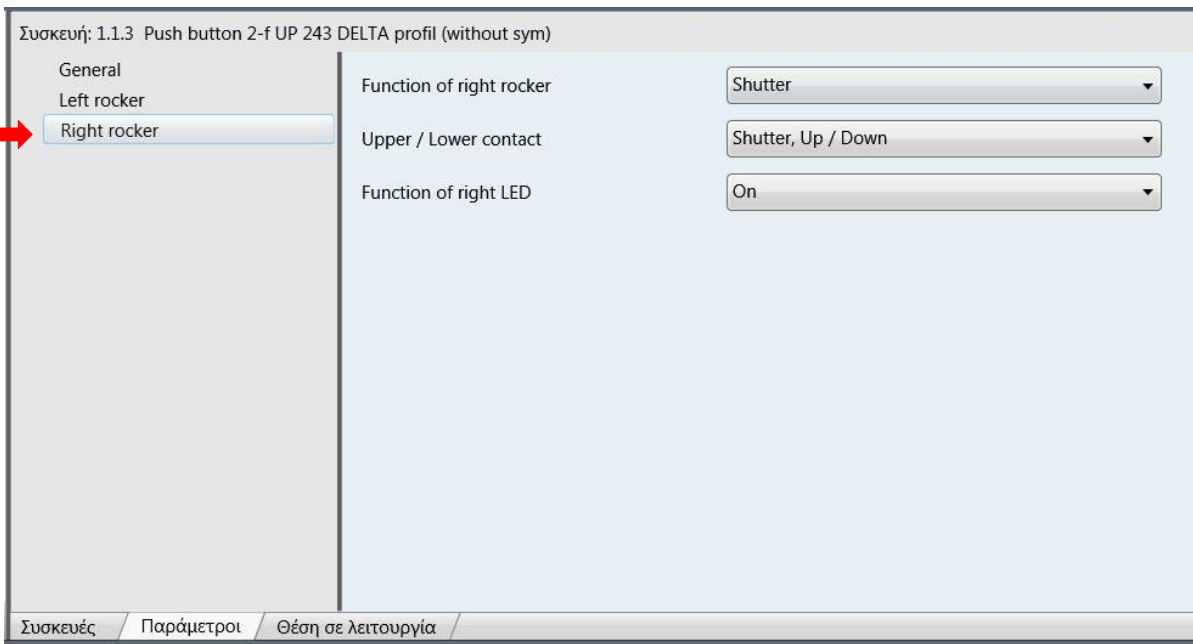 Συσκευή: 1.1.3 Push button 2-f UP 243 DELTA profil (without sym)
General
Left rocker
Right rocker
Function of right rocker Shutter
Upper / Lower contact Shutter, Up / Down
Function of right LED On
Συσκευές Παράμετροι Θέση σε λειτουργία